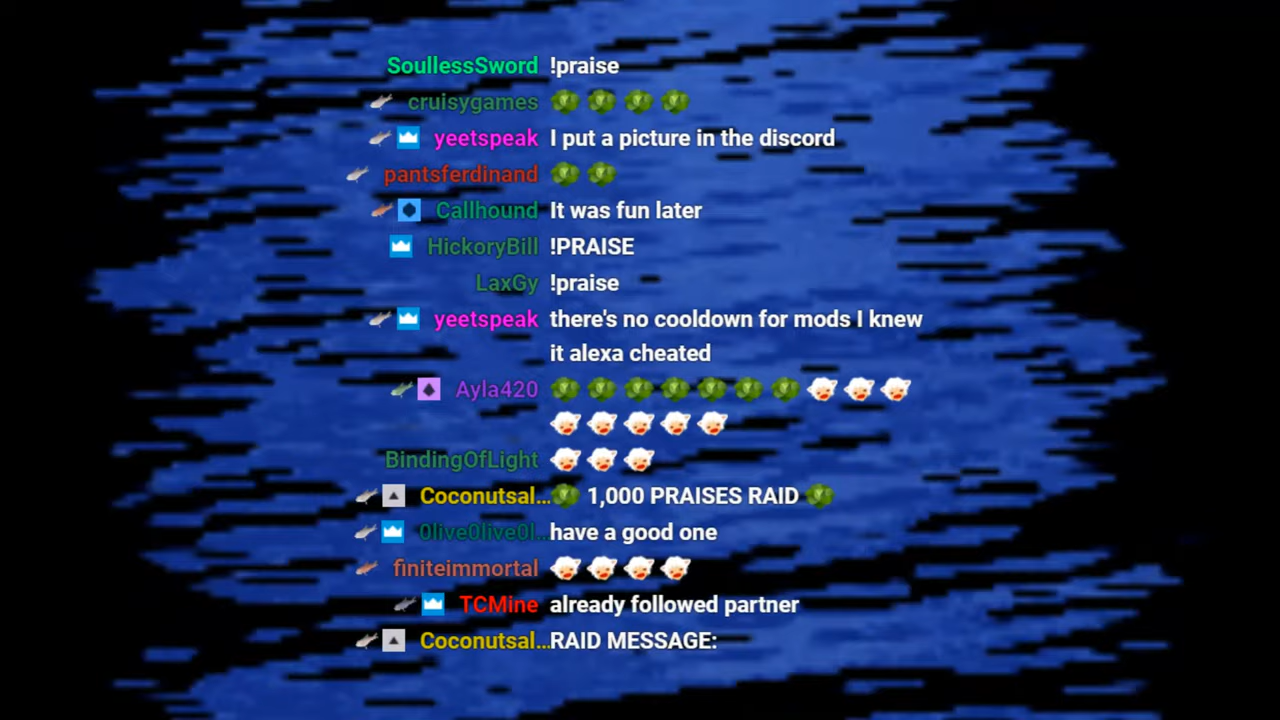 SoullessSword !praise
cruisygames
yeetspeak I put a picture in the discord
pantsferdinand
Callhound It was fun later
HickoryBill !PRAISE
LaxGy !praise
yeetspeak there's no cooldown for mods I knew
it alexa cheated
Ayla420
BindingOfLight
Coconutsal... 1,000 PRAISES RAID
0live0live0l... have a good one
finiteimmortal
TCMine already followed partner
Coconutsal... RAID MESSAGE: